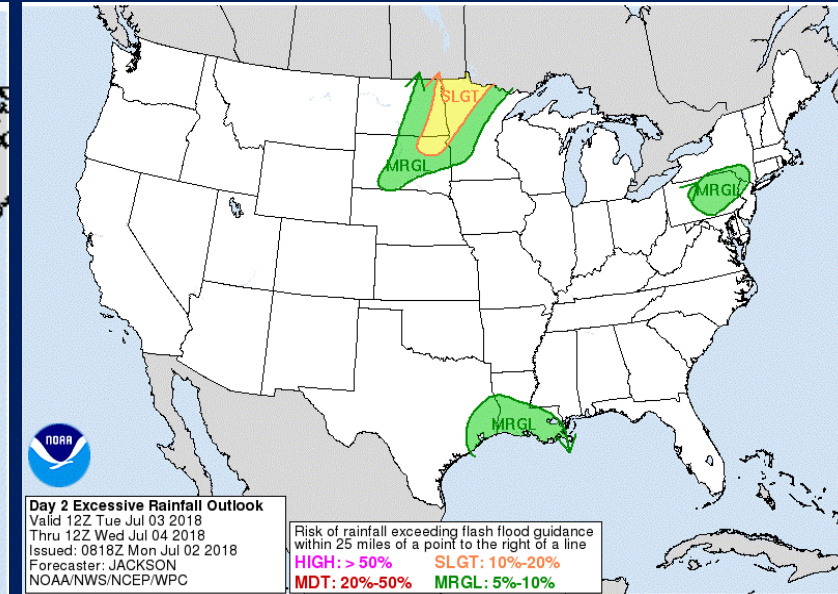 SLGT
MRGL
MRGL
MRGL
NOAA
Day 2 Excessive Rainfall Outlook
Valid 12Z Tue Jul 03 2018
Thru 12Z Wed Jul 04 2018
Issued: 0818Z Mon Jul 02 2018
Forecaster: JACKSON
NOAA/NWS/NCEP/WPC
Risk of rainfall exceeding flash flood guidance
within 25 miles of a point to the right of a line
HIGH: > 50% SLGT: 10%-20%
MDT: 20%-50% MRGL: 5%-10%